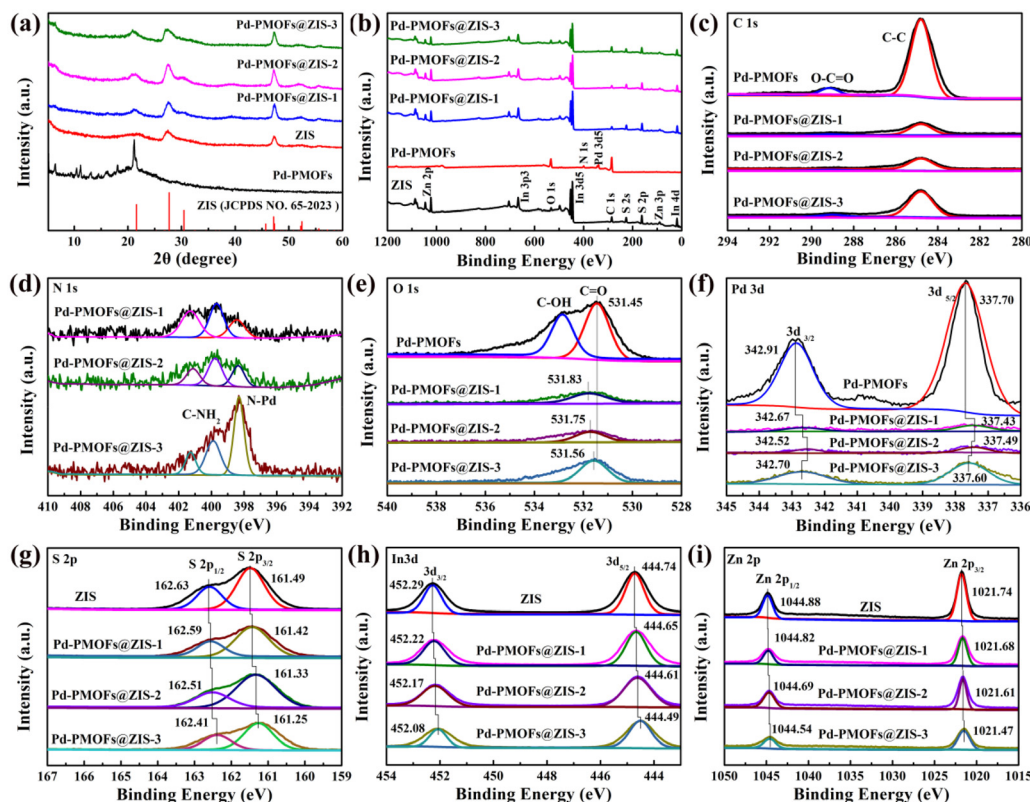 (a)
Pd-PMOFs@ZIS-3
Pd-PMOFs@ZIS-2
Pd-PMOFs@ZIS-1
ZIS
Pd-PMOFs
ZIS (JCPDS NO. 65-2023 )
10 20 30 40 50 60
2θ (degree)
Intensity (a.u.)
(b)
Pd-PMOFs@ZIS-3
Pd-PMOFs@ZIS-2
Pd-PMOFs@ZIS-1
Pd-PMOFs
N 1s
Pd 3d5
ZIS
Zn 2p
In 3p3
O 1s
In 3d5
C 1s
S 2s
S 2p
Zn 3p
In 4d
1200 1000 800 600 400 200 0
Binding Energy (eV)
Intensity (a.u.)
(c)
C 1s
C-C
O-C=O
Pd-PMOFs
Pd-PMOFs@ZIS-1
Pd-PMOFs@ZIS-2
Pd-PMOFs@ZIS-3
294 292 290 288 286 284 282 280
Binding Energy (eV)
Intensity (a.u.)
(d)
N 1s
Pd-PMOFs@ZIS-1
Pd-PMOFs@ZIS-2
N-Pd
C-NH2
Pd-PMOFs@ZIS-3
410 408 406 404 402 400 398 396 394 392
Binding Energy(eV)
Intensity (a.u.)
(e)
O 1s
C=O
C-OH
531.45
Pd-PMOFs
531.83
Pd-PMOFs@ZIS-1
531.75
Pd-PMOFs@ZIS-2
531.56
Pd-PMOFs@ZIS-3
540 538 536 534 532 530 528
Binding Energy (eV)
Intensity (a.u.)
(f)
Pd 3d
3d5/2
337.70
3d3/2
342.91
Pd-PMOFs
342.67
Pd-PMOFs@ZIS-1
337.43
342.52
Pd-PMOFs@ZIS-2
337.49
342.70
Pd-PMOFs@ZIS-3
337.60
345 344 343 342 341 340 339 338 337 336
Binding Energy (eV)
Intensity (a.u.)
(g)
S 2p
S 2p1/2
S 2p3/2
162.63
161.49
ZIS
162.59
161.42
Pd-PMOFs@ZIS-1
162.51
161.33
Pd-PMOFs@ZIS-2
162.41
161.25
Pd-PMOFs@ZIS-3
167 166 165 164 163 162 161 160 159
Binding Energy (eV)
Intensity (a.u.)
(h)
In3d
3d3/2
3d5/2
452.29
444.74
ZIS
452.22
444.65
Pd-PMOFs@ZIS-1
452.17
444.61
Pd-PMOFs@ZIS-2
452.08
444.49
Pd-PMOFs@ZIS-3
454 452 450 448 446 444
Binding Energy (eV)
Intensity (a.u.)
(i)
Zn 2p
Zn 2p1/2
Zn 2p3/2
1044.88
1021.74
ZIS
1044.82
1021.68
Pd-PMOFs@ZIS-1
1044.69
1021.61
Pd-PMOFs@ZIS-2
1044.54
1021.47
Pd-PMOFs@ZIS-3
1050 1045 1040 1035 1030 1025 1020 1015
Binding Energy (eV)
Intensity (a.u.)